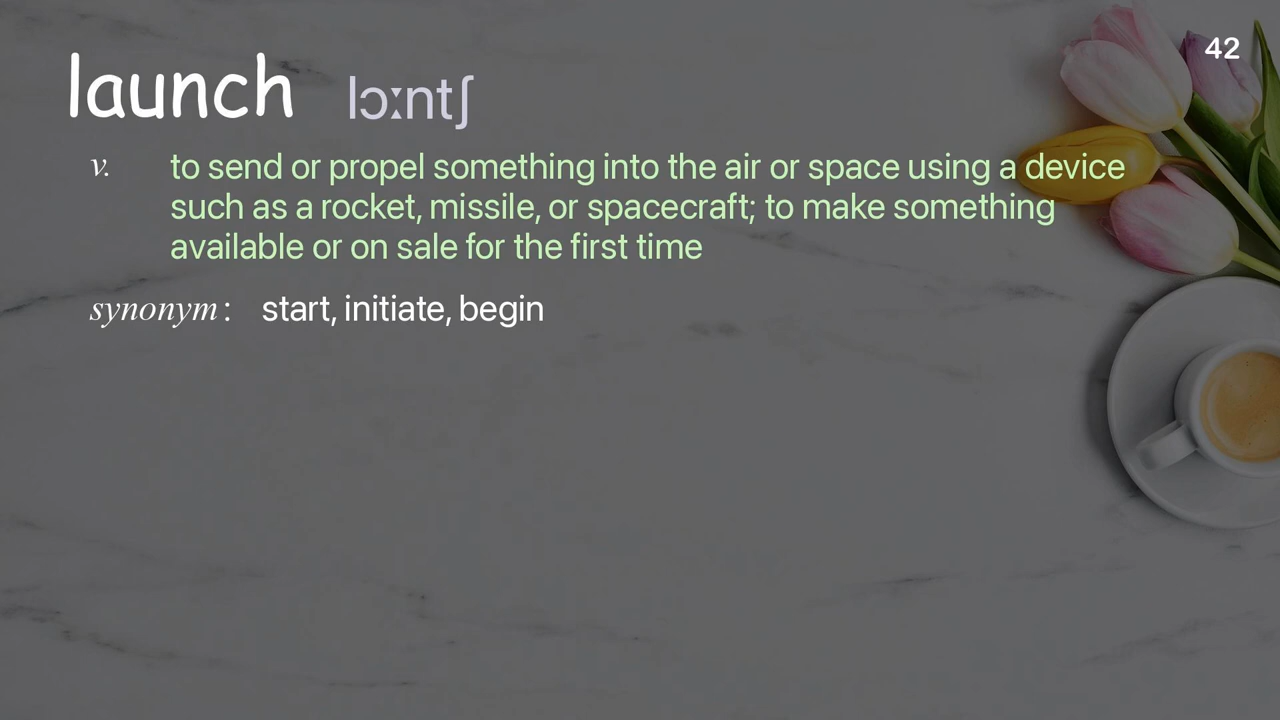 42
launch lɔːntʃ
v. to send or propel something into the air or space using a device
such as a rocket, missile, or spacecraft; to make something
available or on sale for the first time
synonym: start, initiate, begin